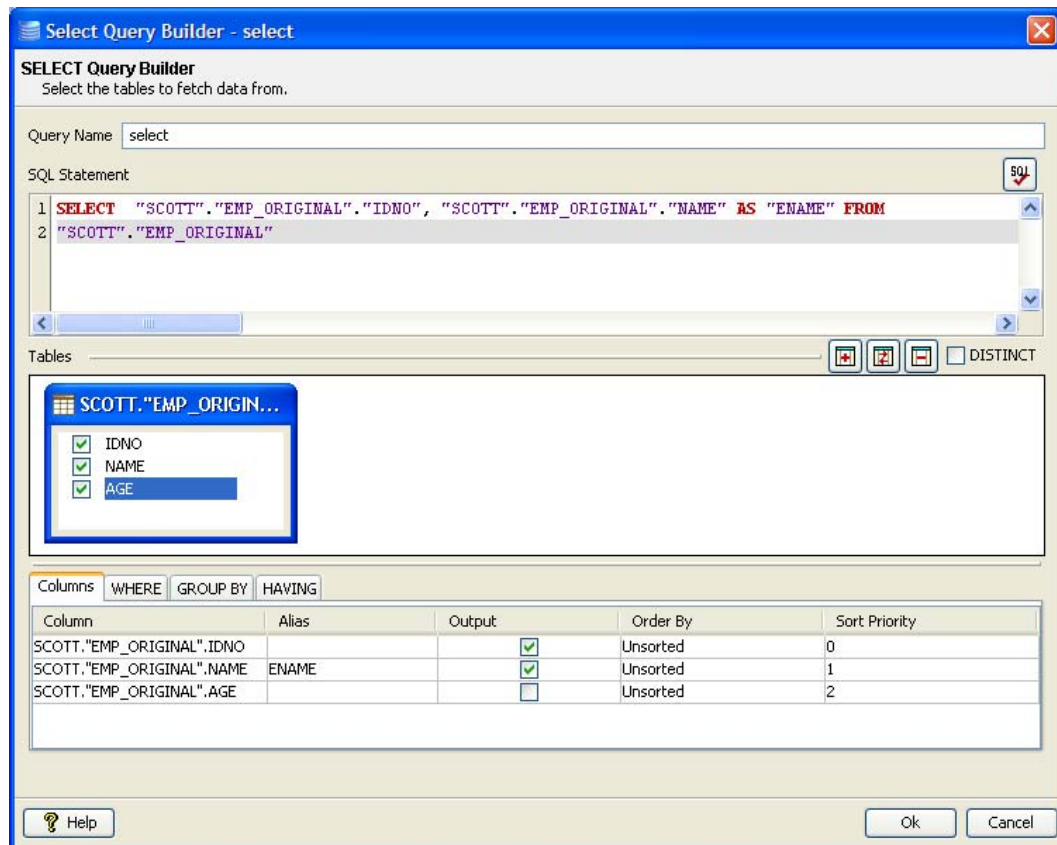 Select Query Builder - select
SELECT Query Builder
Select the tables to fetch data from.
Query Name select
SQL Statement
SQL
1 SELECT "SCOTT"."EMP_ORIGINAL"."IDNO", "SCOTT"."EMP_ORIGINAL"."NAME" AS "ENAME" FROM
2 "SCOTT"."EMP_ORIGINAL"
Tables DISTINCT
SCOTT."EMP_ORIGIN...
IDNO
NAME
AGE
Columns WHERE GROUP BY HAVING
Column Alias Output Order By Sort Priority
SCOTT."EMP_ORIGINAL".IDNO Unsorted 0
SCOTT."EMP_ORIGINAL".NAME ENAME Unsorted 1
SCOTT."EMP_ORIGINAL".AGE Unsorted 2
Help Ok Cancel